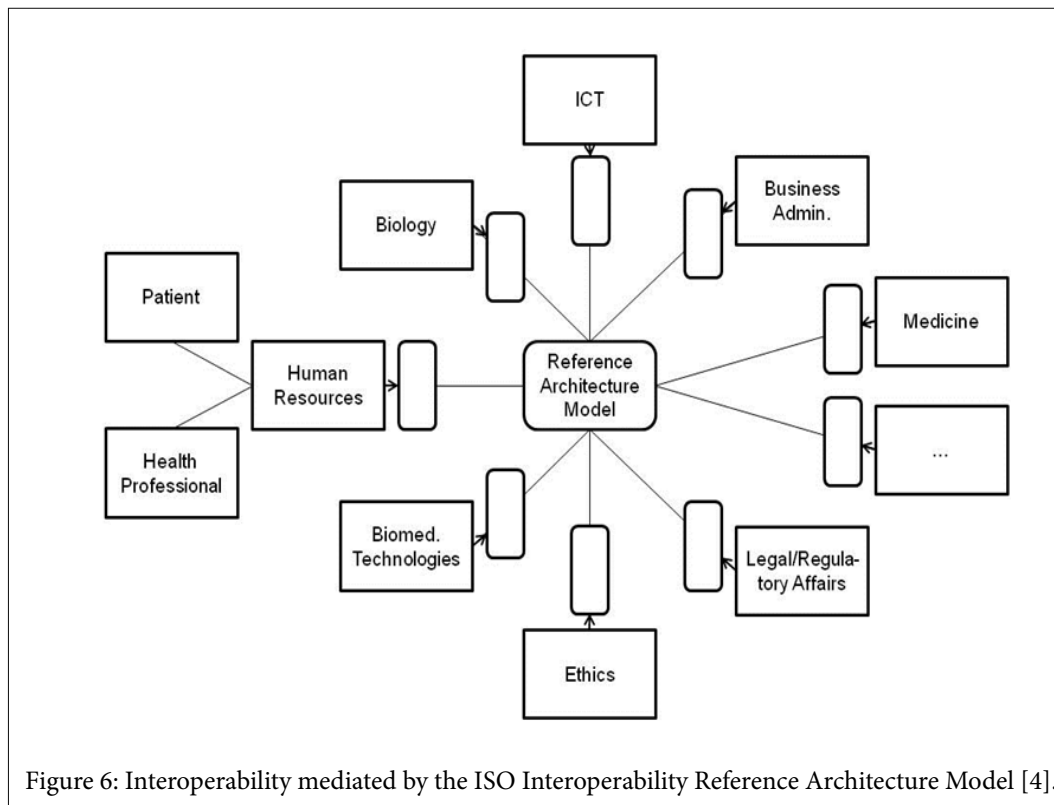 ICT
Business
Admin.
Biology
Patient
Medicine
Human
Resources
Reference
Architecture
Model
Health
Professional
...
Biomed.
Technologies
Legal/Regula-
tory Affairs
Ethics
Figure 6: Interoperability mediated by the ISO Interoperability Reference Architecture Model [4].